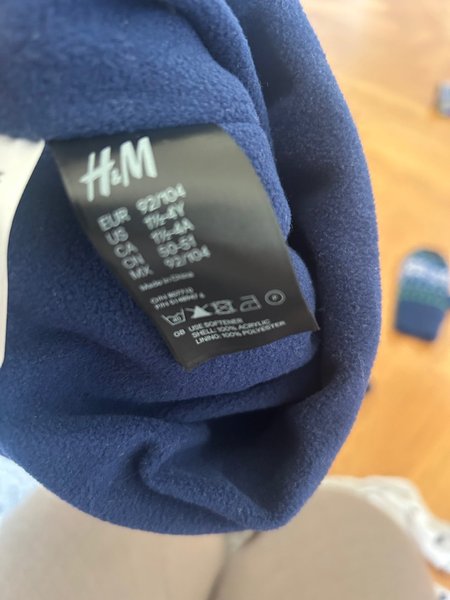 H&M
EUR 92/104
US 1½-4Y
CA 1½-4A
CN 50-51
MX 92/104
Made in China
GB USE SOFTENER
SHELL: 100% ACRYLIC
LINING: 100% POLYESTER